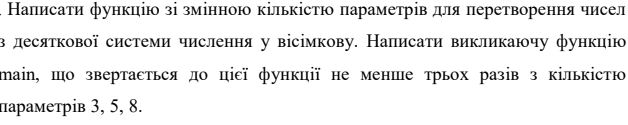 . Написати функцію зі змінною кількістю параметрів для перетворення чисел
з десяткової системи числення у вісімкову. Написати викликаючу функцію
main, що звертається до цієї функції не менше трьох разів з кількістю
параметрів 3, 5, 8.